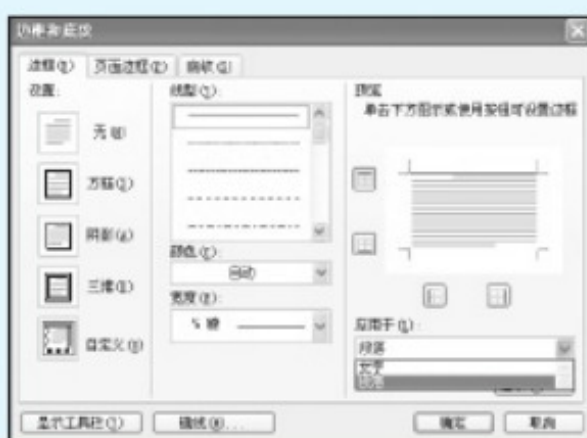 边框和底纹
边框(B) 页面边框(P) 底纹(S)
设置:
无(N)
方框(X)
阴影(A)
三维(D)
自定义(U)
线型(Y):
颜色(C):
自动
宽度(W):
½ 磅
预览
单击下方图示或使用按钮可设置边框
应用于(L):
段落
文字
段落
显示工具栏(T) 横线(H)... 确定 取消